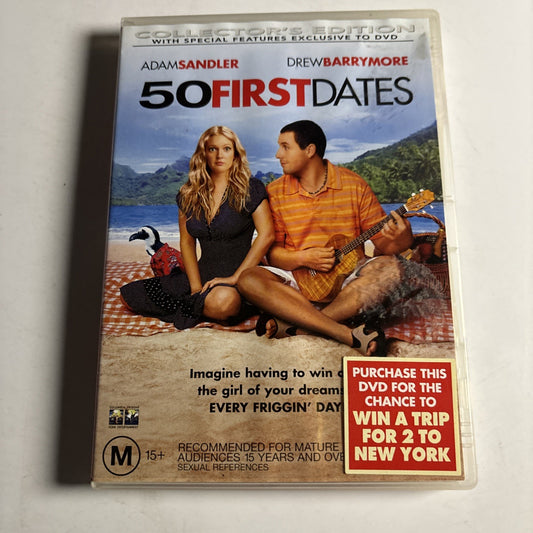 COLLECTOR'S EDITION
WITH SPECIAL FEATURES EXCLUSIVE TO DVD
ADAMSANDLER DREWBARRYMORE
50FIRSTDATES
Imagine having to win
the girl of your dreams
EVERY FRIGGIN' DAY
PURCHASE THIS
DVD FOR THE
CHANCE TO
WIN A TRIP
FOR 2 TO
NEW YORK
M 15+
RECOMMENDED FOR MATURE
AUDIENCES 15 YEARS AND OVER
SEXUAL REFERENCES